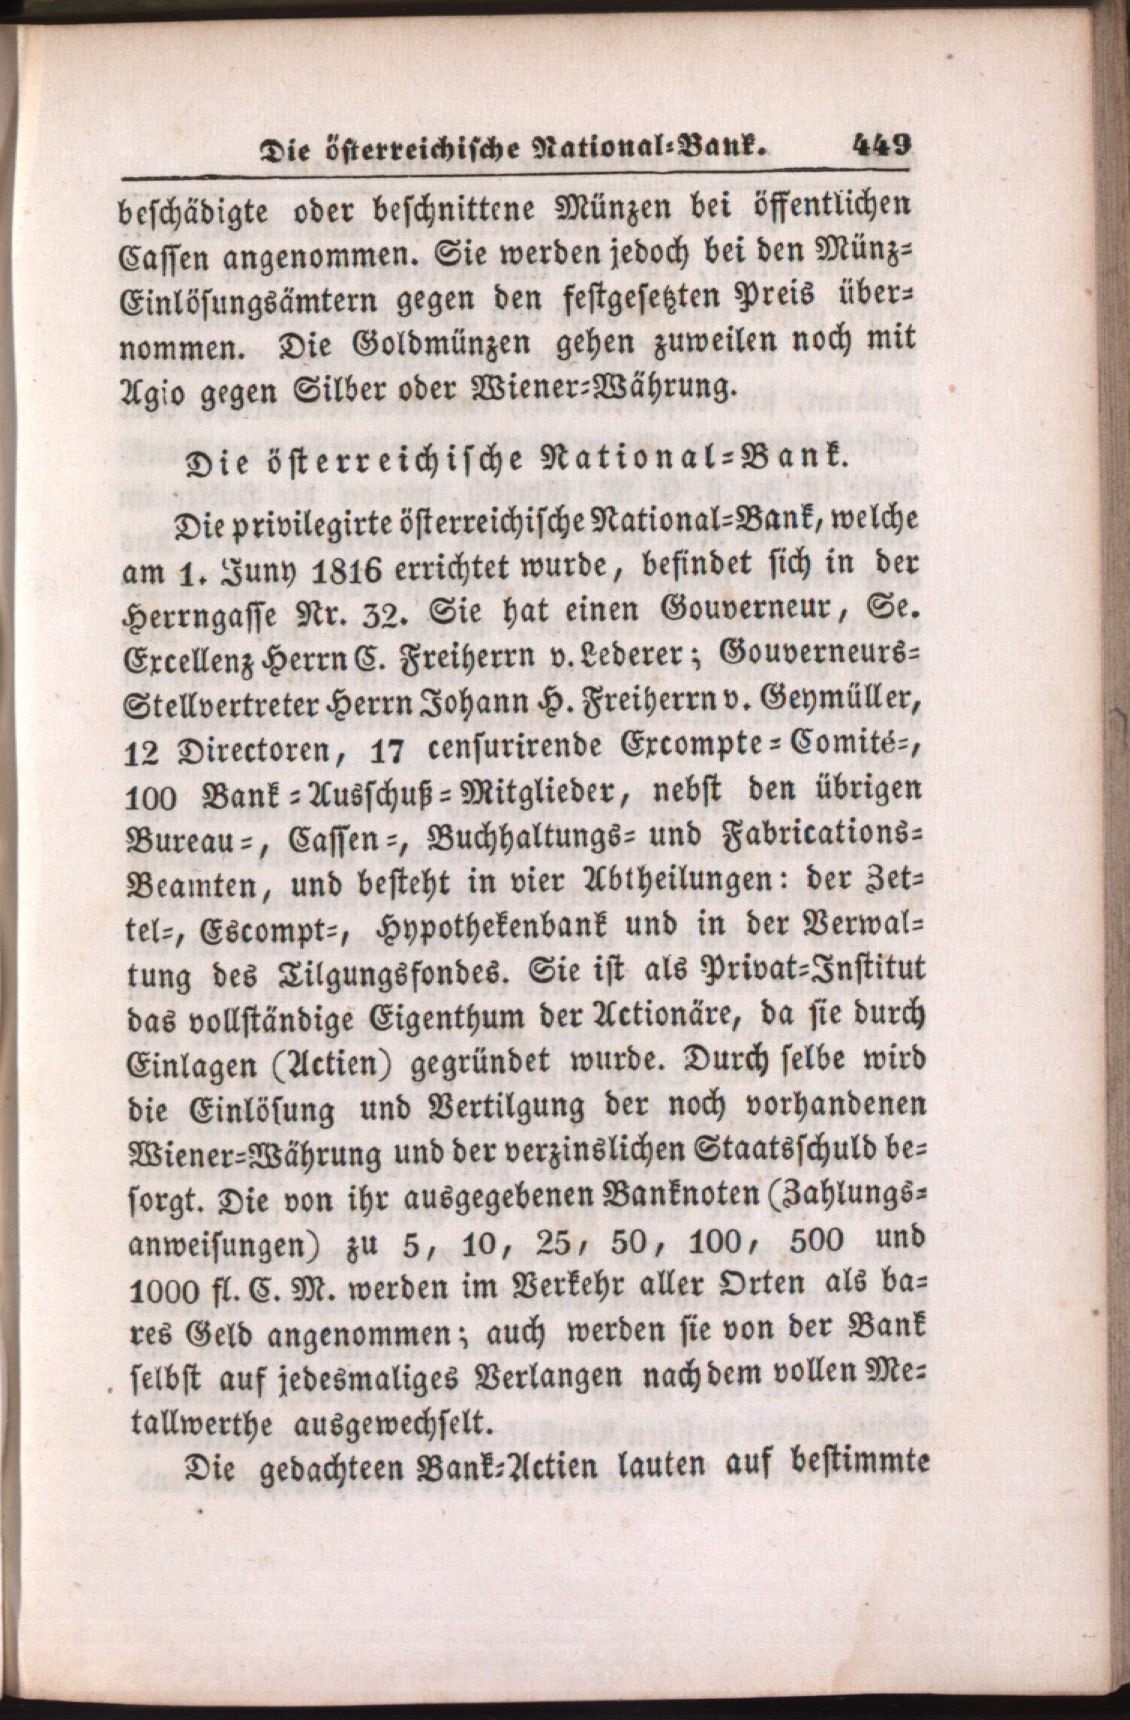 Die österreichische National-Bank. 449
beschädigte oder beschnittene Münzen bei öffentlichen
Cassen angenommen. Sie werden jedoch bei den Münz-
Einlösungsämtern gegen den festgesetzten Preis über-
nommen. Die Goldmünzen gehen zuweilen noch mit
Agio gegen Silber oder Wiener-Währung.
Die österreichische National-Bank.
Die privilegirte österreichische National-Bank, welche
am 1. Juny 1816 errichtet wurde, befindet sich in der
Herrngasse Nr. 32. Sie hat einen Gouverneur, Se.
Excellenz Herrn C. Freiherrn v. Lederer; Gouverneurs-
Stellvertreter Herrn Johann H. Freiherrn v. Geymüller,
12 Directoren, 17 censurirende Excompte-Comité-,
100 Bank-Ausschuß-Mitglieder, nebst den übrigen
Bureau-, Cassen-, Buchhaltungs- und Fabrications-
Beamten, und besteht in vier Abtheilungen: der Zet-
tel-, Escompt-, Hypothekenbank und in der Verwal-
tung des Tilgungsfondes. Sie ist als Privat-Institut
das vollständige Eigenthum der Actionäre, da sie durch
Einlagen (Actien) gegründet wurde. Durch selbe wird
die Einlösung und Vertilgung der noch vorhandenen
Wiener-Währung und der verzinslichen Staatsschuld be-
sorgt. Die von ihr ausgegebenen Banknoten (Zahlungs-
anweisungen) zu 5, 10, 25, 50, 100, 500 und
1000 fl. C. M. werden im Verkehr aller Orten als ba-
res Geld angenommen; auch werden sie von der Bank
selbst auf jedesmaliges Verlangen nach dem vollen Me-
tallwerthe ausgewechselt.
Die gedachteen Bank-Actien lauten auf bestimmte